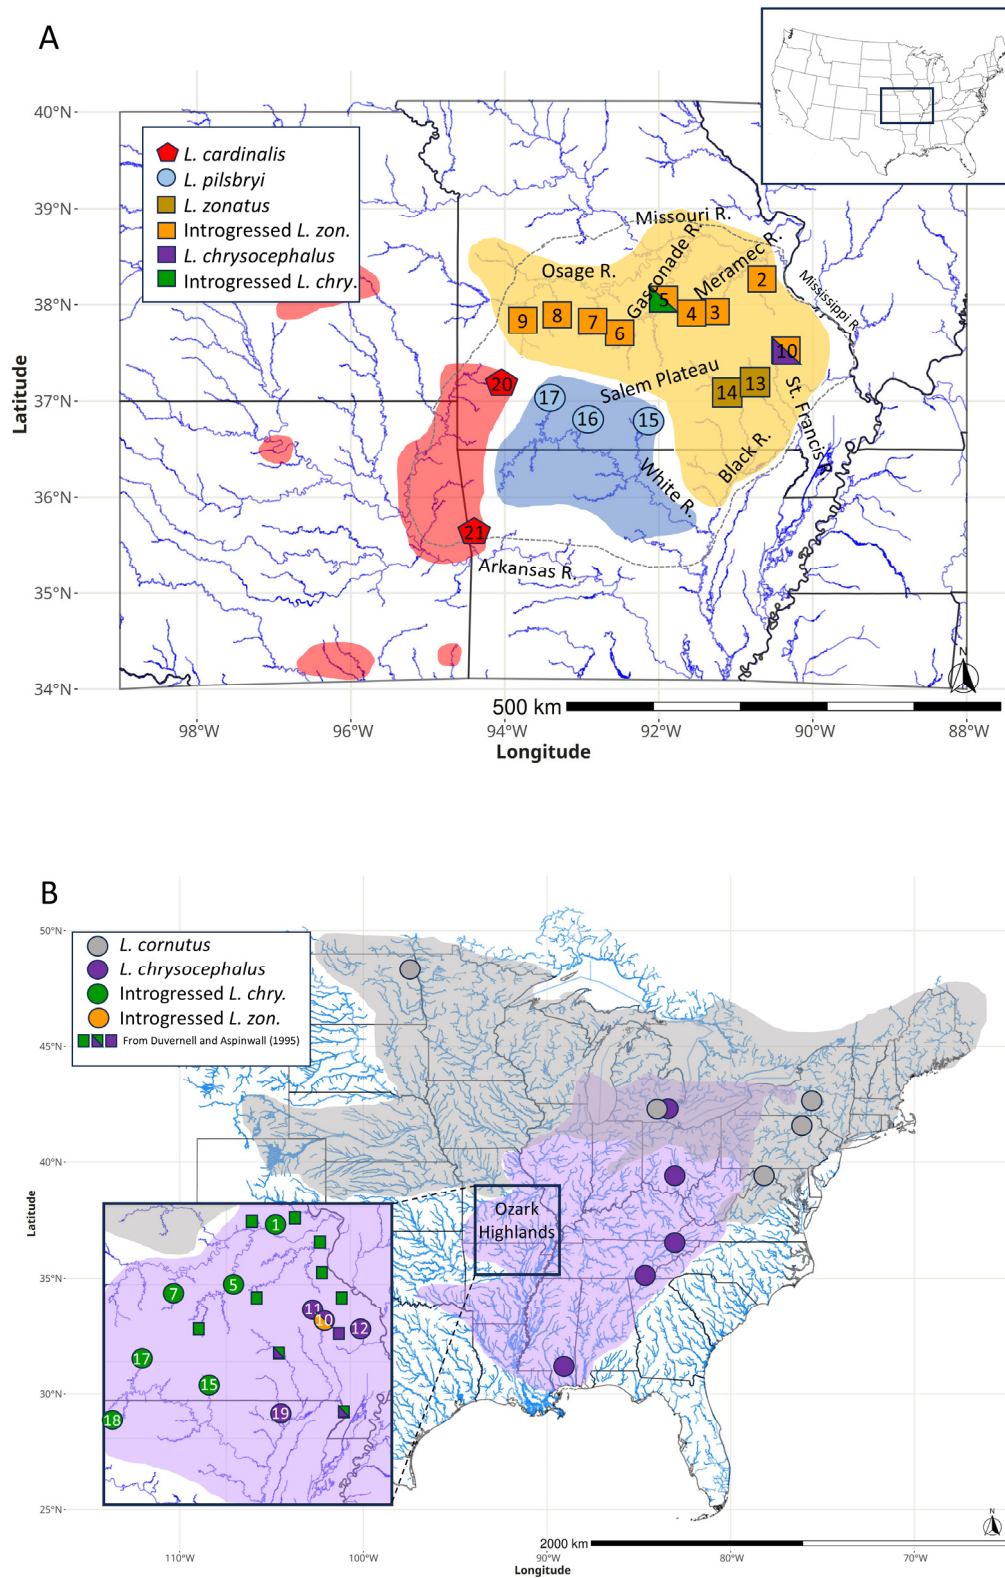 A
40°N
39°N
38°N
37°N
36°N
35°N
34°N
Latitude
L. cardinalis
L. pilsbryi
L. zonatus
Introgressed L. zon.
L. chrysocephalus
Introgressed L. chry.
Missouri R.
Osage R.
Gasconade R.
Meramec R.
Mississippi R.
Salem Plateau
St. Francis R.
Black R.
White R.
Arkansas R.
2
5
4
3
9
8
7
6
10
13
14
20
17
16
15
21
N
500 km
98°W
96°W
94°W
92°W
90°W
88°W
Longitude
B
50°N
45°N
40°N
35°N
30°N
25°N
Latitude
L. cornutus
L. chrysocephalus
Introgressed L. chry.
Introgressed L. zon.
From Duvernell and Aspinwall (1995)
Ozark
Highlands
1
5
7
11
10
12
17
15
18
19
N
2000 km
110°W
100°W
90°W
80°W
70°W
Longitude